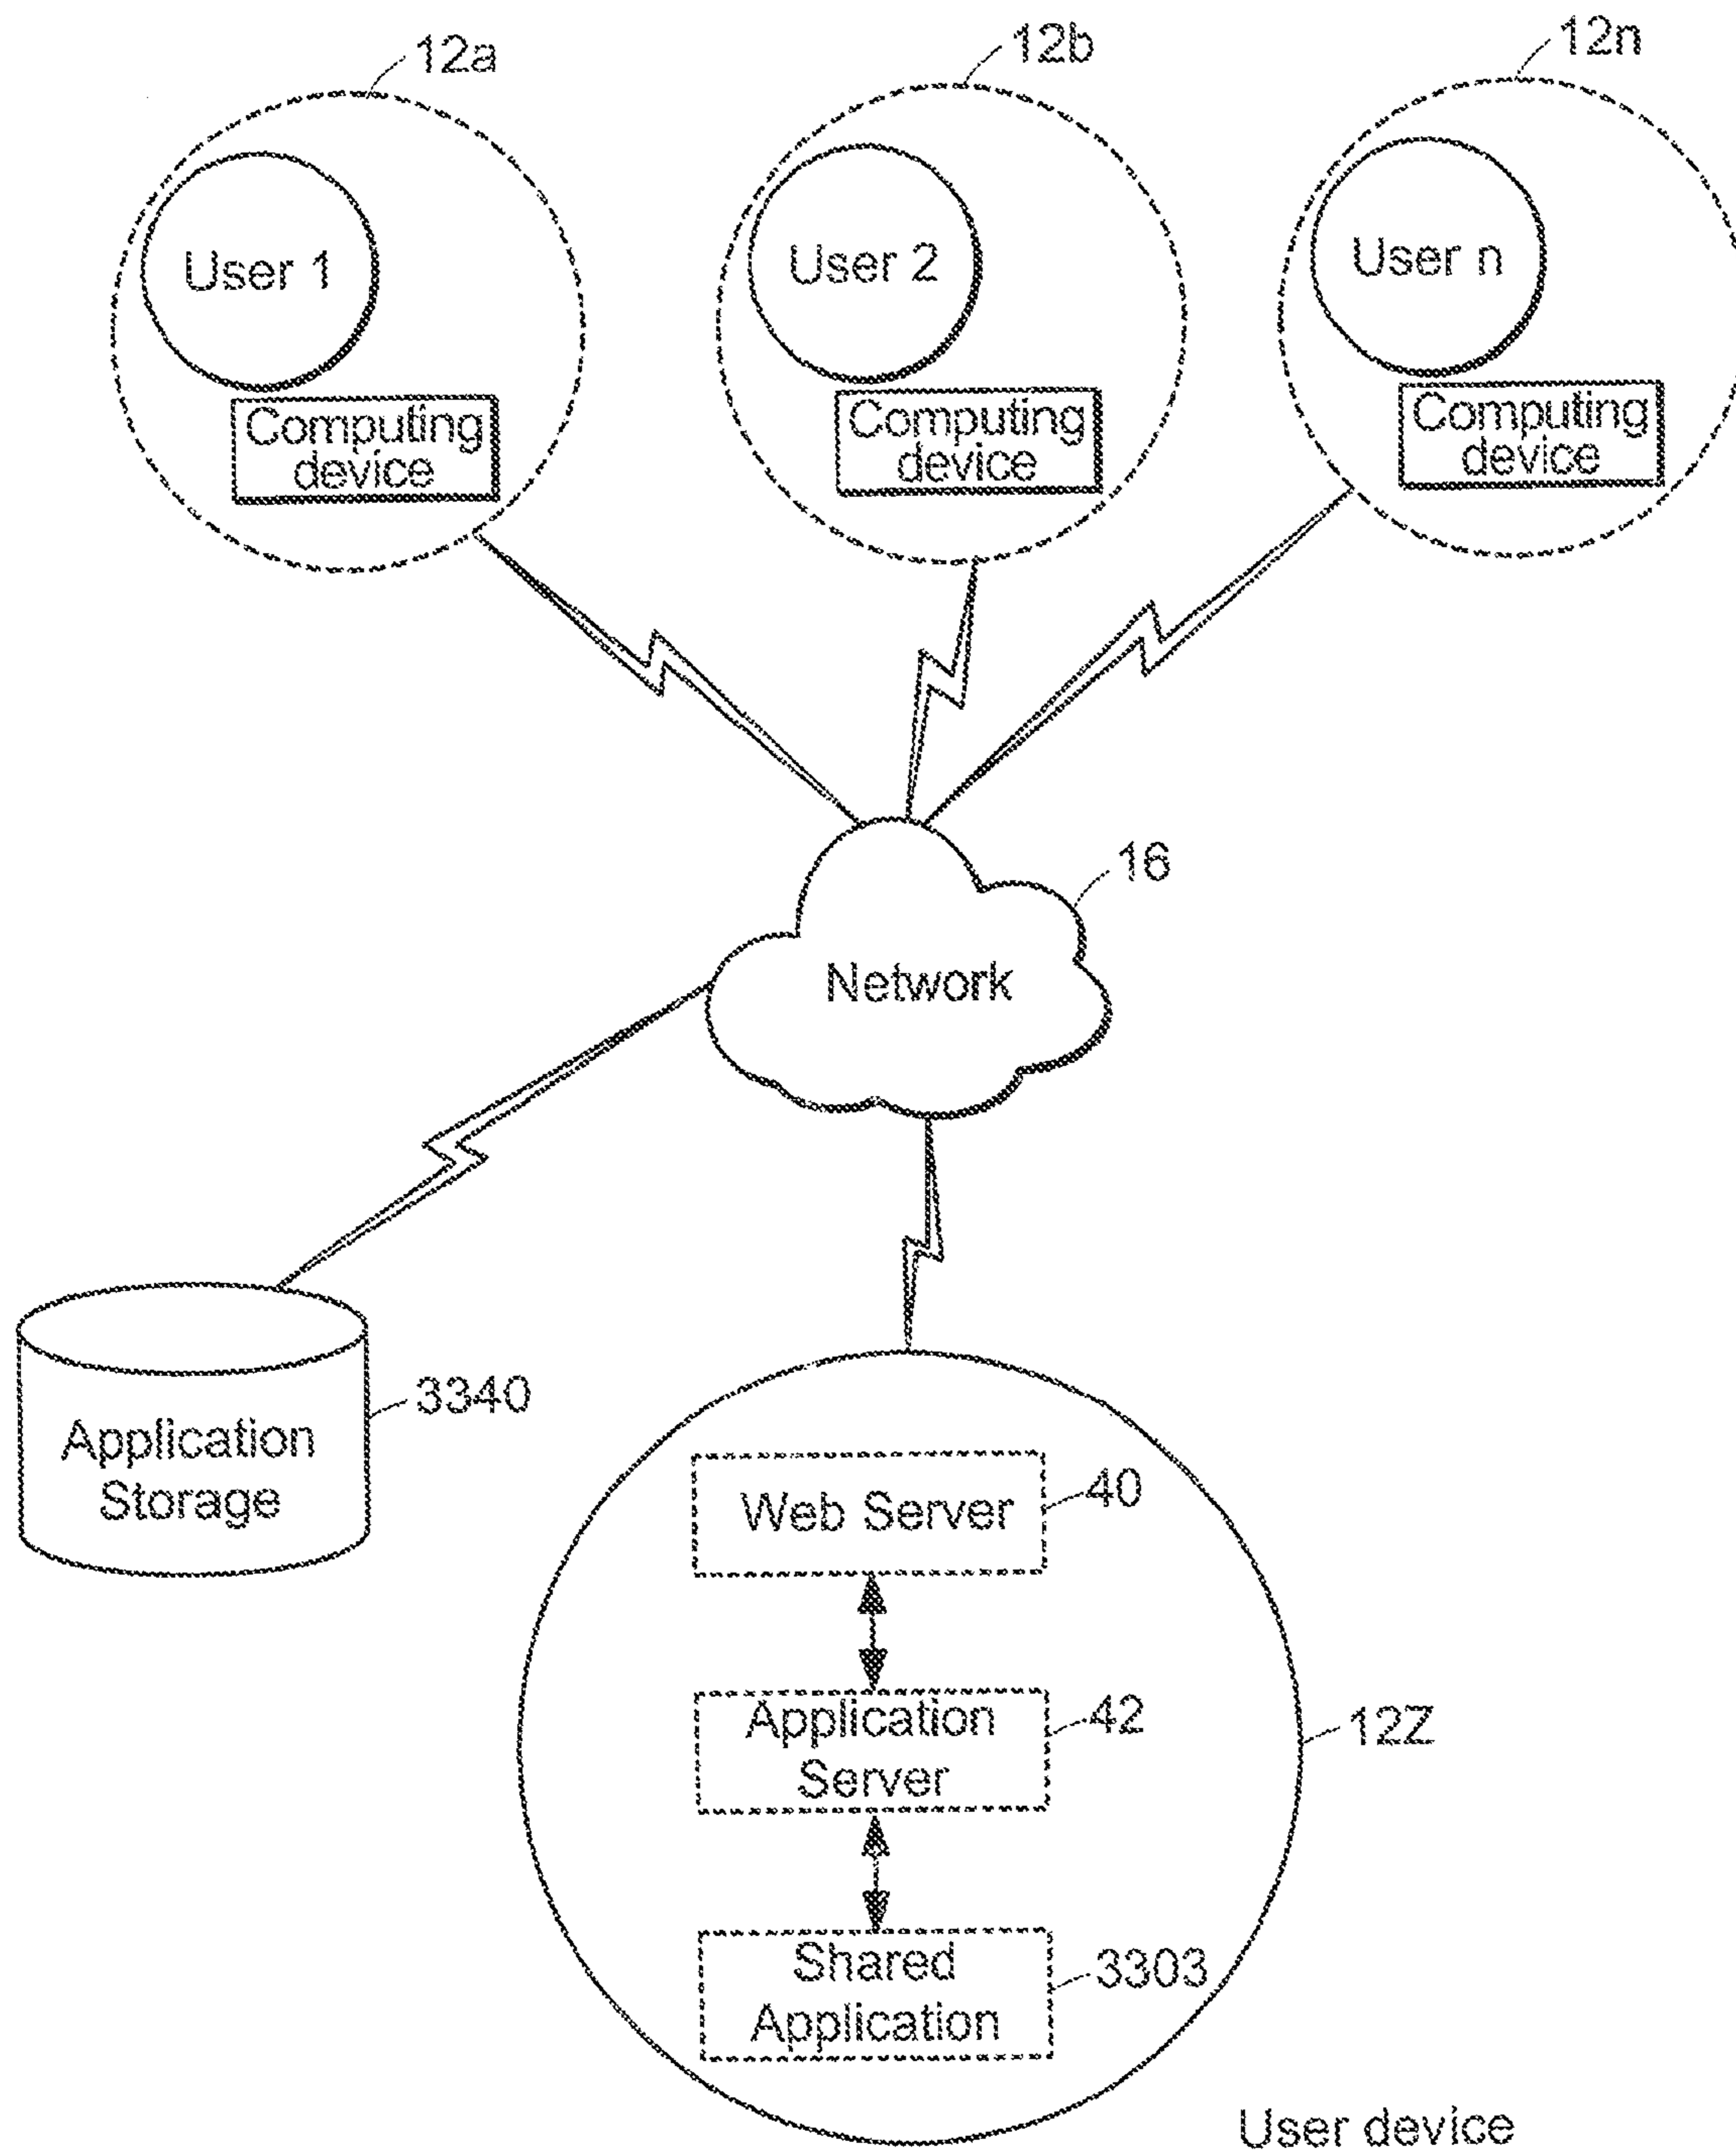 12a
12b
12n
User 1
User 2
User n
Computing
device
Computing
device
Computing
device
16
Network
3340
Application
Storage
Web Server
40
Application
Server
42
12Z
Shared
Application
3303
User device